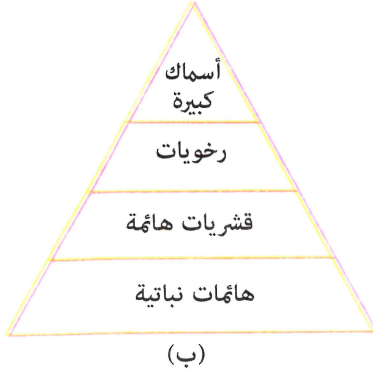 أسماك
كبيرة
رخويات
قشريات هائمة
هائمات نباتية
(ب)